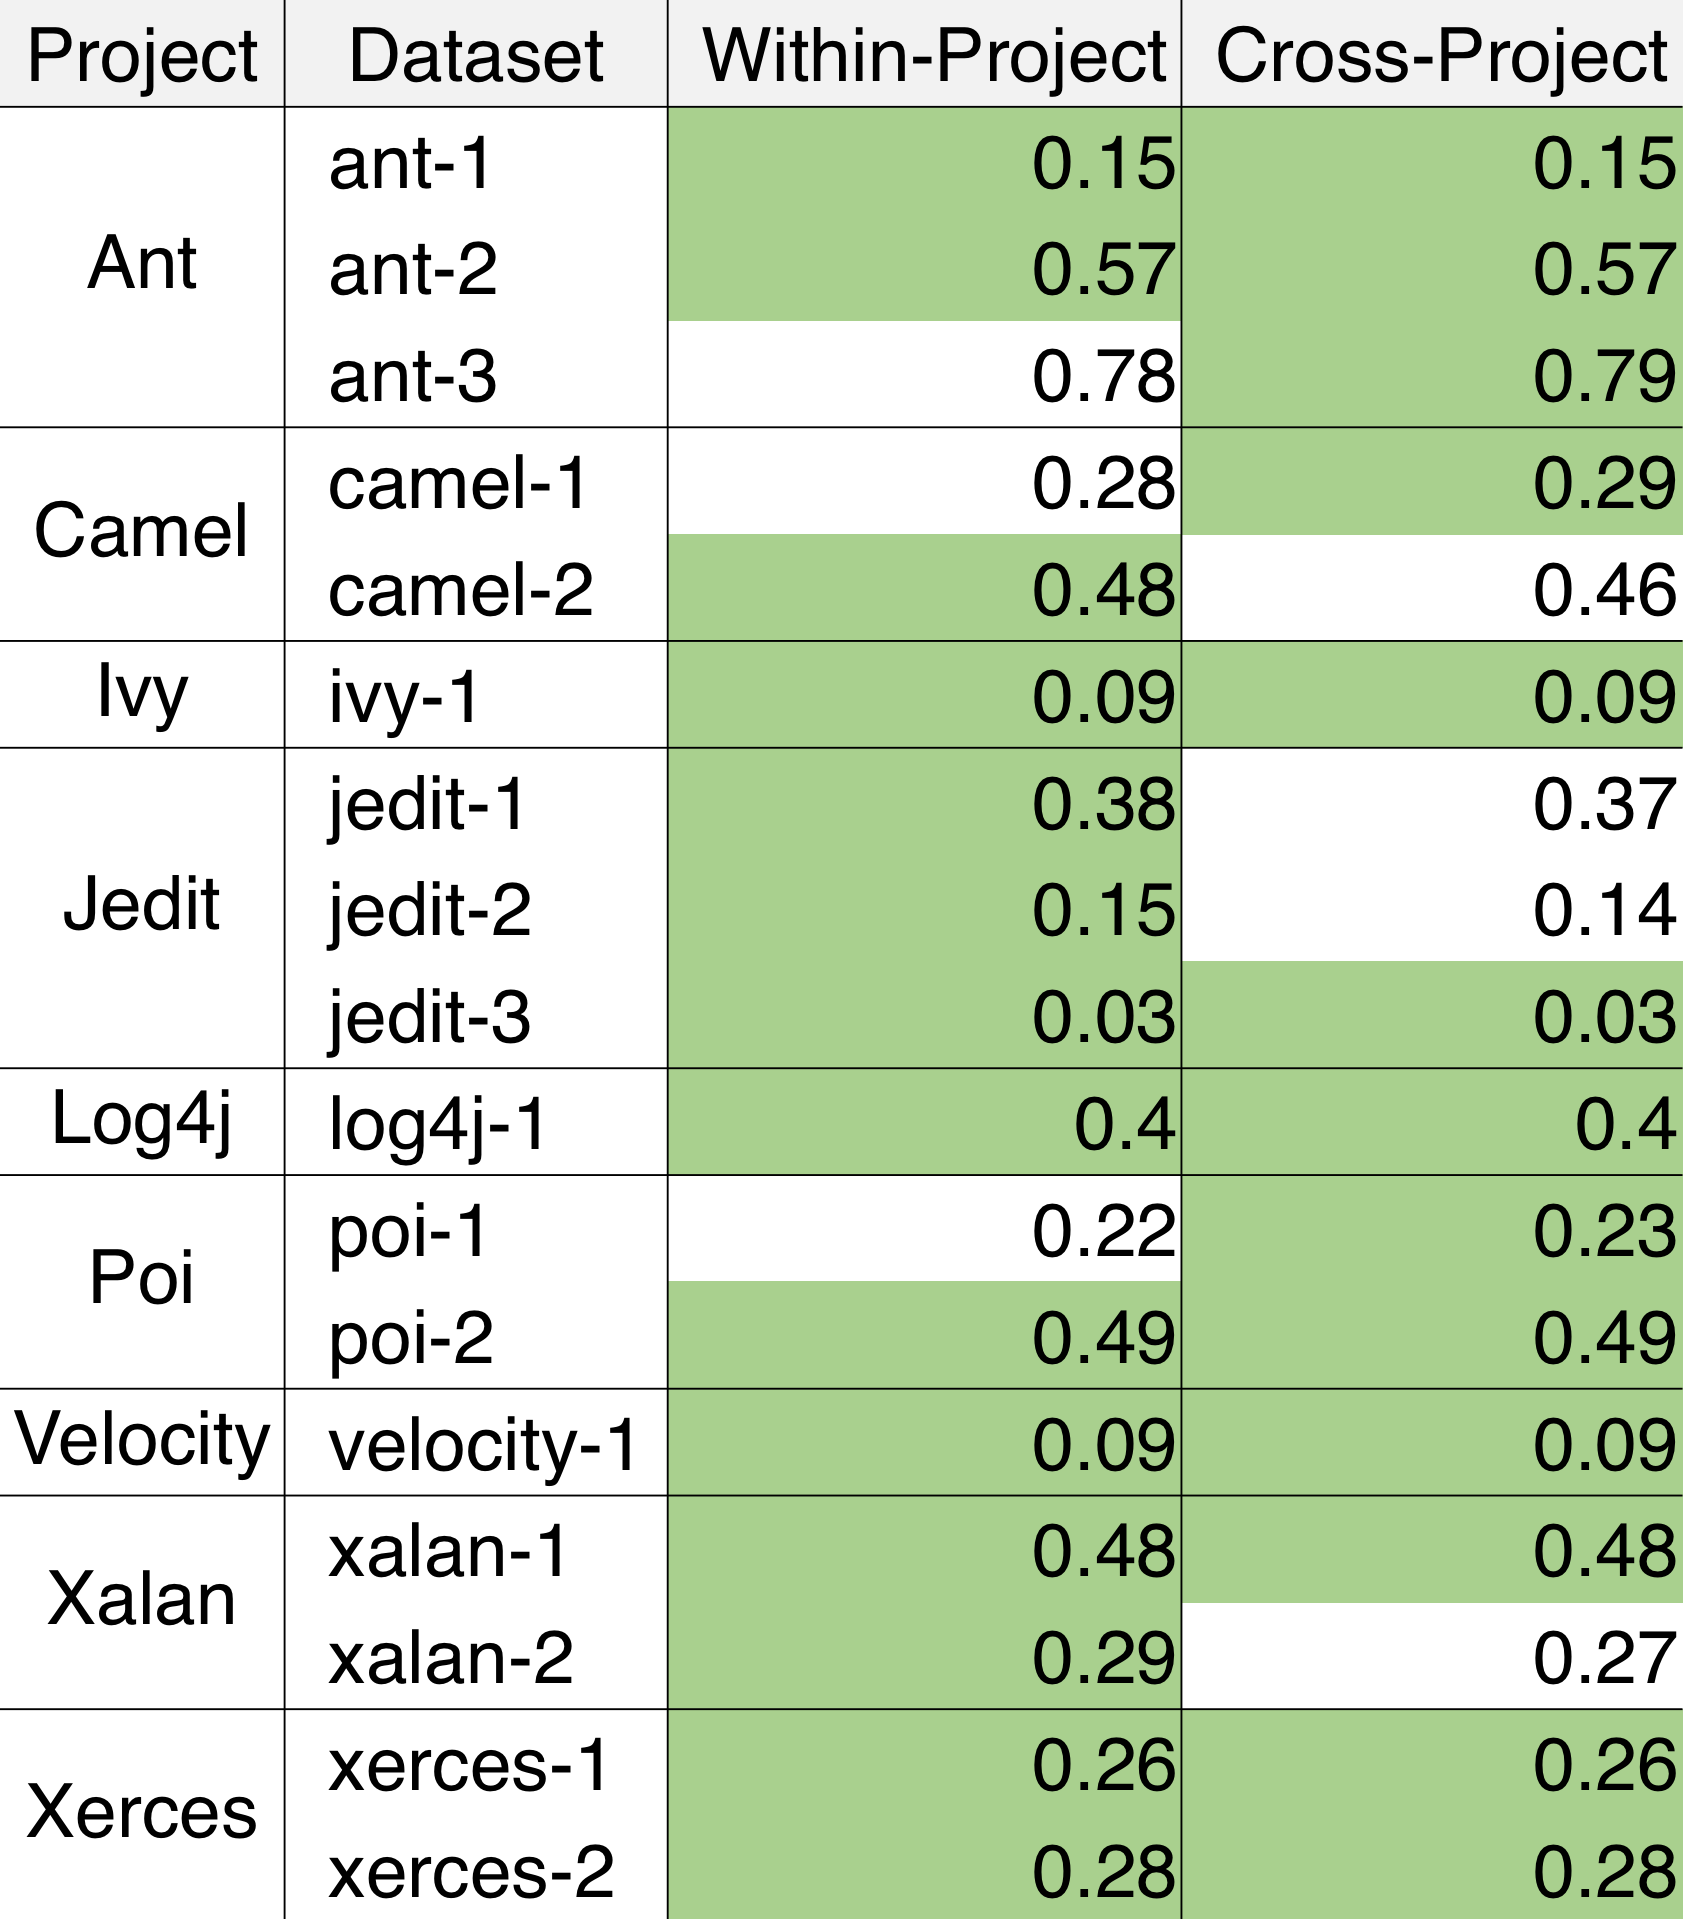 Project Dataset Within-Project Cross-Project
Ant ant-1 0.15 0.15
ant-2 0.57 0.57
ant-3 0.78 0.79
Camel camel-1 0.28 0.29
camel-2 0.48 0.46
Ivy ivy-1 0.09 0.09
Jedit jedit-1 0.38 0.37
jedit-2 0.15 0.14
jedit-3 0.03 0.03
Log4j log4j-1 0.4 0.4
Poi poi-1 0.22 0.23
poi-2 0.49 0.49
Velocity velocity-1 0.09 0.09
Xalan xalan-1 0.48 0.48
xalan-2 0.29 0.27
Xerces xerces-1 0.26 0.26
xerces-2 0.28 0.28